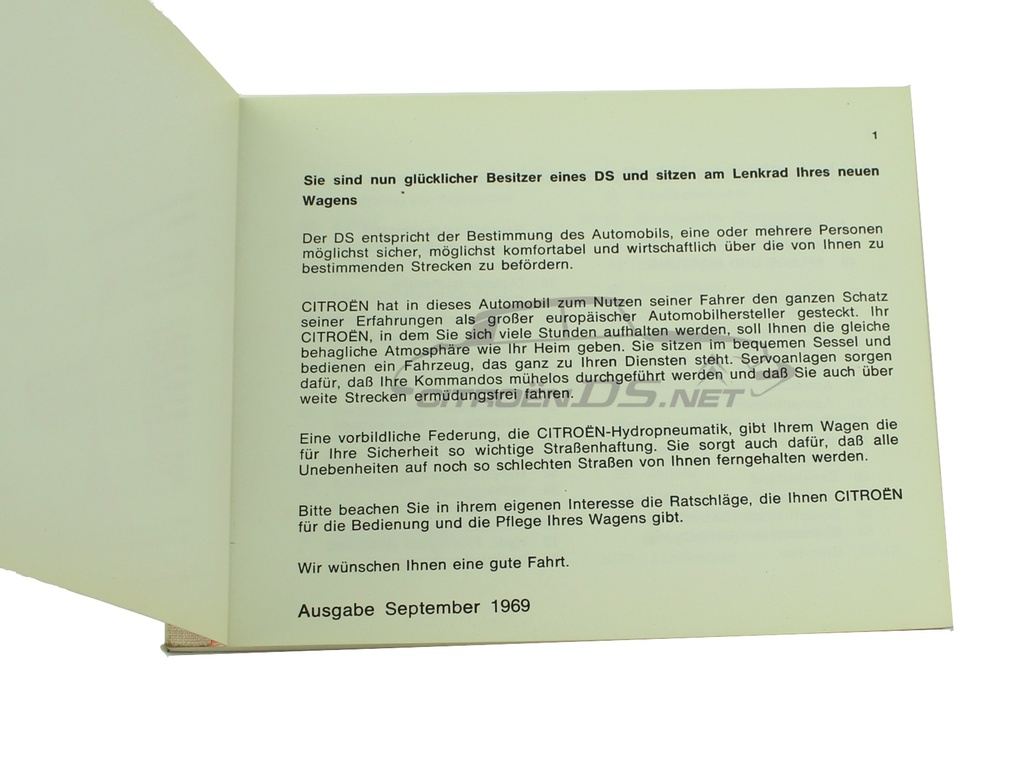 1
Sie sind nun glücklicher Besitzer eines DS und sitzen am Lenkrad Ihres neuen
Wagens
Der DS entspricht der Bestimmung des Automobils, eine oder mehrere Personen
möglichst sicher, möglichst komfortabel und wirtschaftlich über die von Ihnen zu
bestimmenden Strecken zu befördern.
CITROËN hat in dieses Automobil zum Nutzen seiner Fahrer den ganzen Schatz
seiner Erfahrungen als großer europäischer Automobilhersteller gesteckt. Ihr
CITROËN, in dem Sie sich viele Stunden aufhalten werden, soll Ihnen die gleiche
behagliche Atmosphäre wie Ihr Heim geben. Sie sitzen im bequemen Sessel und
bedienen ein Fahrzeug, das ganz zu Ihren Diensten steht. Servoanlagen sorgen
dafür, daß Ihre Kommandos mühelos durchgeführt werden und daß Sie auch über
weite Strecken ermüdungsfrei fahren.
CITROËNDS.NET
Eine vorbildliche Federung, die CITROËN-Hydropneumatik, gibt Ihrem Wagen die
für Ihre Sicherheit so wichtige Straßenhaftung. Sie sorgt auch dafür, daß alle
Unebenheiten auf noch so schlechten Straßen von Ihnen ferngehalten werden.
Bitte beachen Sie in ihrem eigenen Interesse die Ratschläge, die Ihnen CITROËN
für die Bedienung und die Pflege Ihres Wagens gibt.
Wir wünschen Ihnen eine gute Fahrt.
Ausgabe September 1969